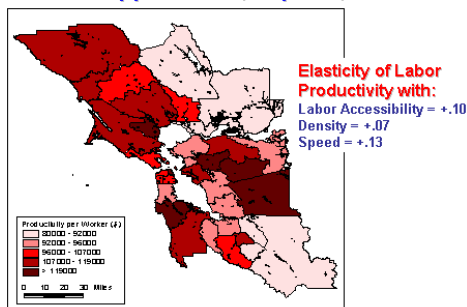 Elasticity of Labor
Productivity with:
Labor Accessibility = +.10
Density = +.07
Speed = +.13
Productivity per Worker ($)
80000 - 92000
92000 - 96000
96000 - 107000
107000 - 119000
> 119000
0 10 20 30 Miles